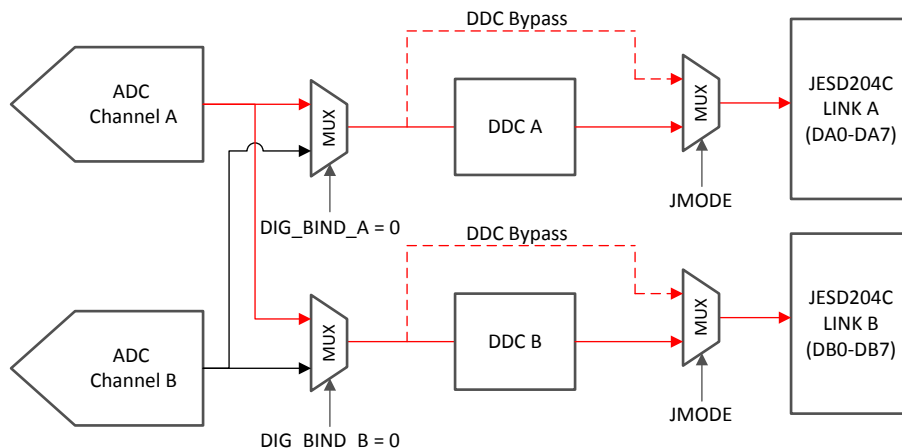 DDC Bypass
ADC
Channel A
MUX
DDC A
MUX
JESD204C
LINK A
(DA0-DA7)
DIG_BIND_A = 0
JMODE
DDC Bypass
ADC
Channel B
MUX
DDC B
MUX
JESD204C
LINK B
(DB0-DB7)
DIG_BIND_B = 0
JMODE